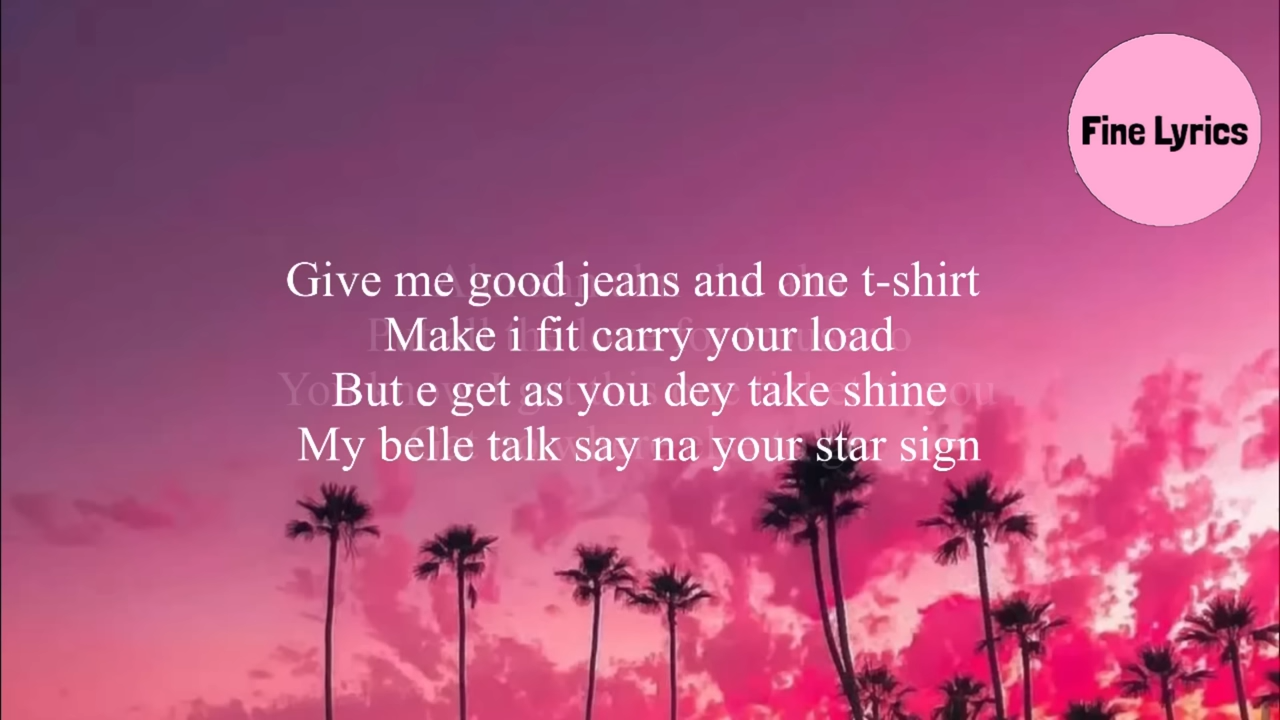 Fine Lyrics
Give me good jeans and one t-shirt
Make i fit carry your load
But e get as you dey take shine
My belle talk say na your star sign